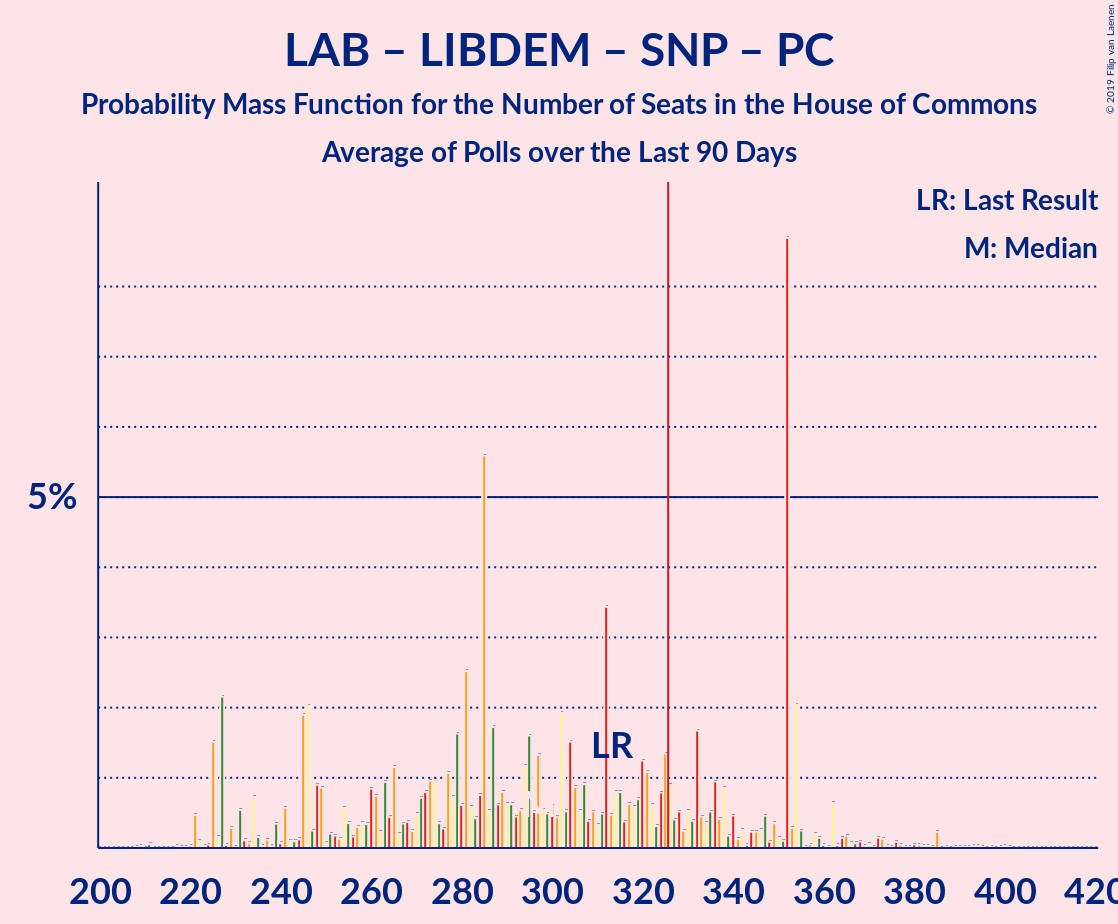 LAB – LIBDEM – SNP – PC
Probability Mass Function for the Number of Seats in the House of Commons
Average of Polls over the Last 90 Days
© 2019 Filip van Laenen
LR: Last Result
M: Median
5%
LR
200 220 240 260 280 300 320 340 360 380 400 420